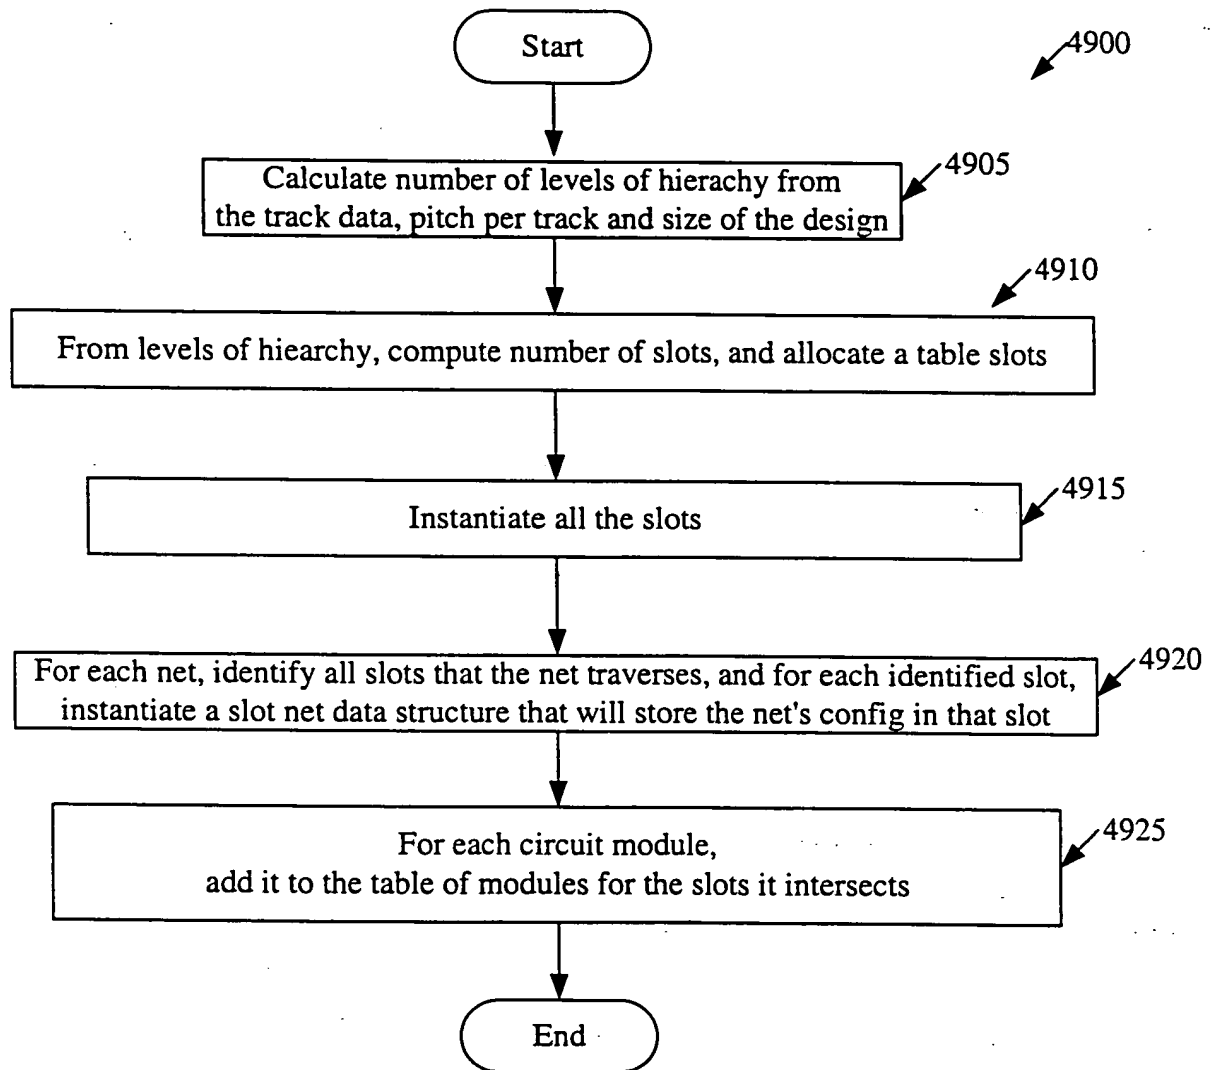 Start
4900
4905
Calculate number of levels of hierachy from
the track data, pitch per track and size of the design
4910
From levels of hiearchy, compute number of slots, and allocate a table slots
4915
Instantiate all the slots
4920
For each net, identify all slots that the net traverses, and for each identified slot,
instantiate a slot net data structure that will store the net's config in that slot
4925
For each circuit module,
add it to the table of modules for the slots it intersects
End